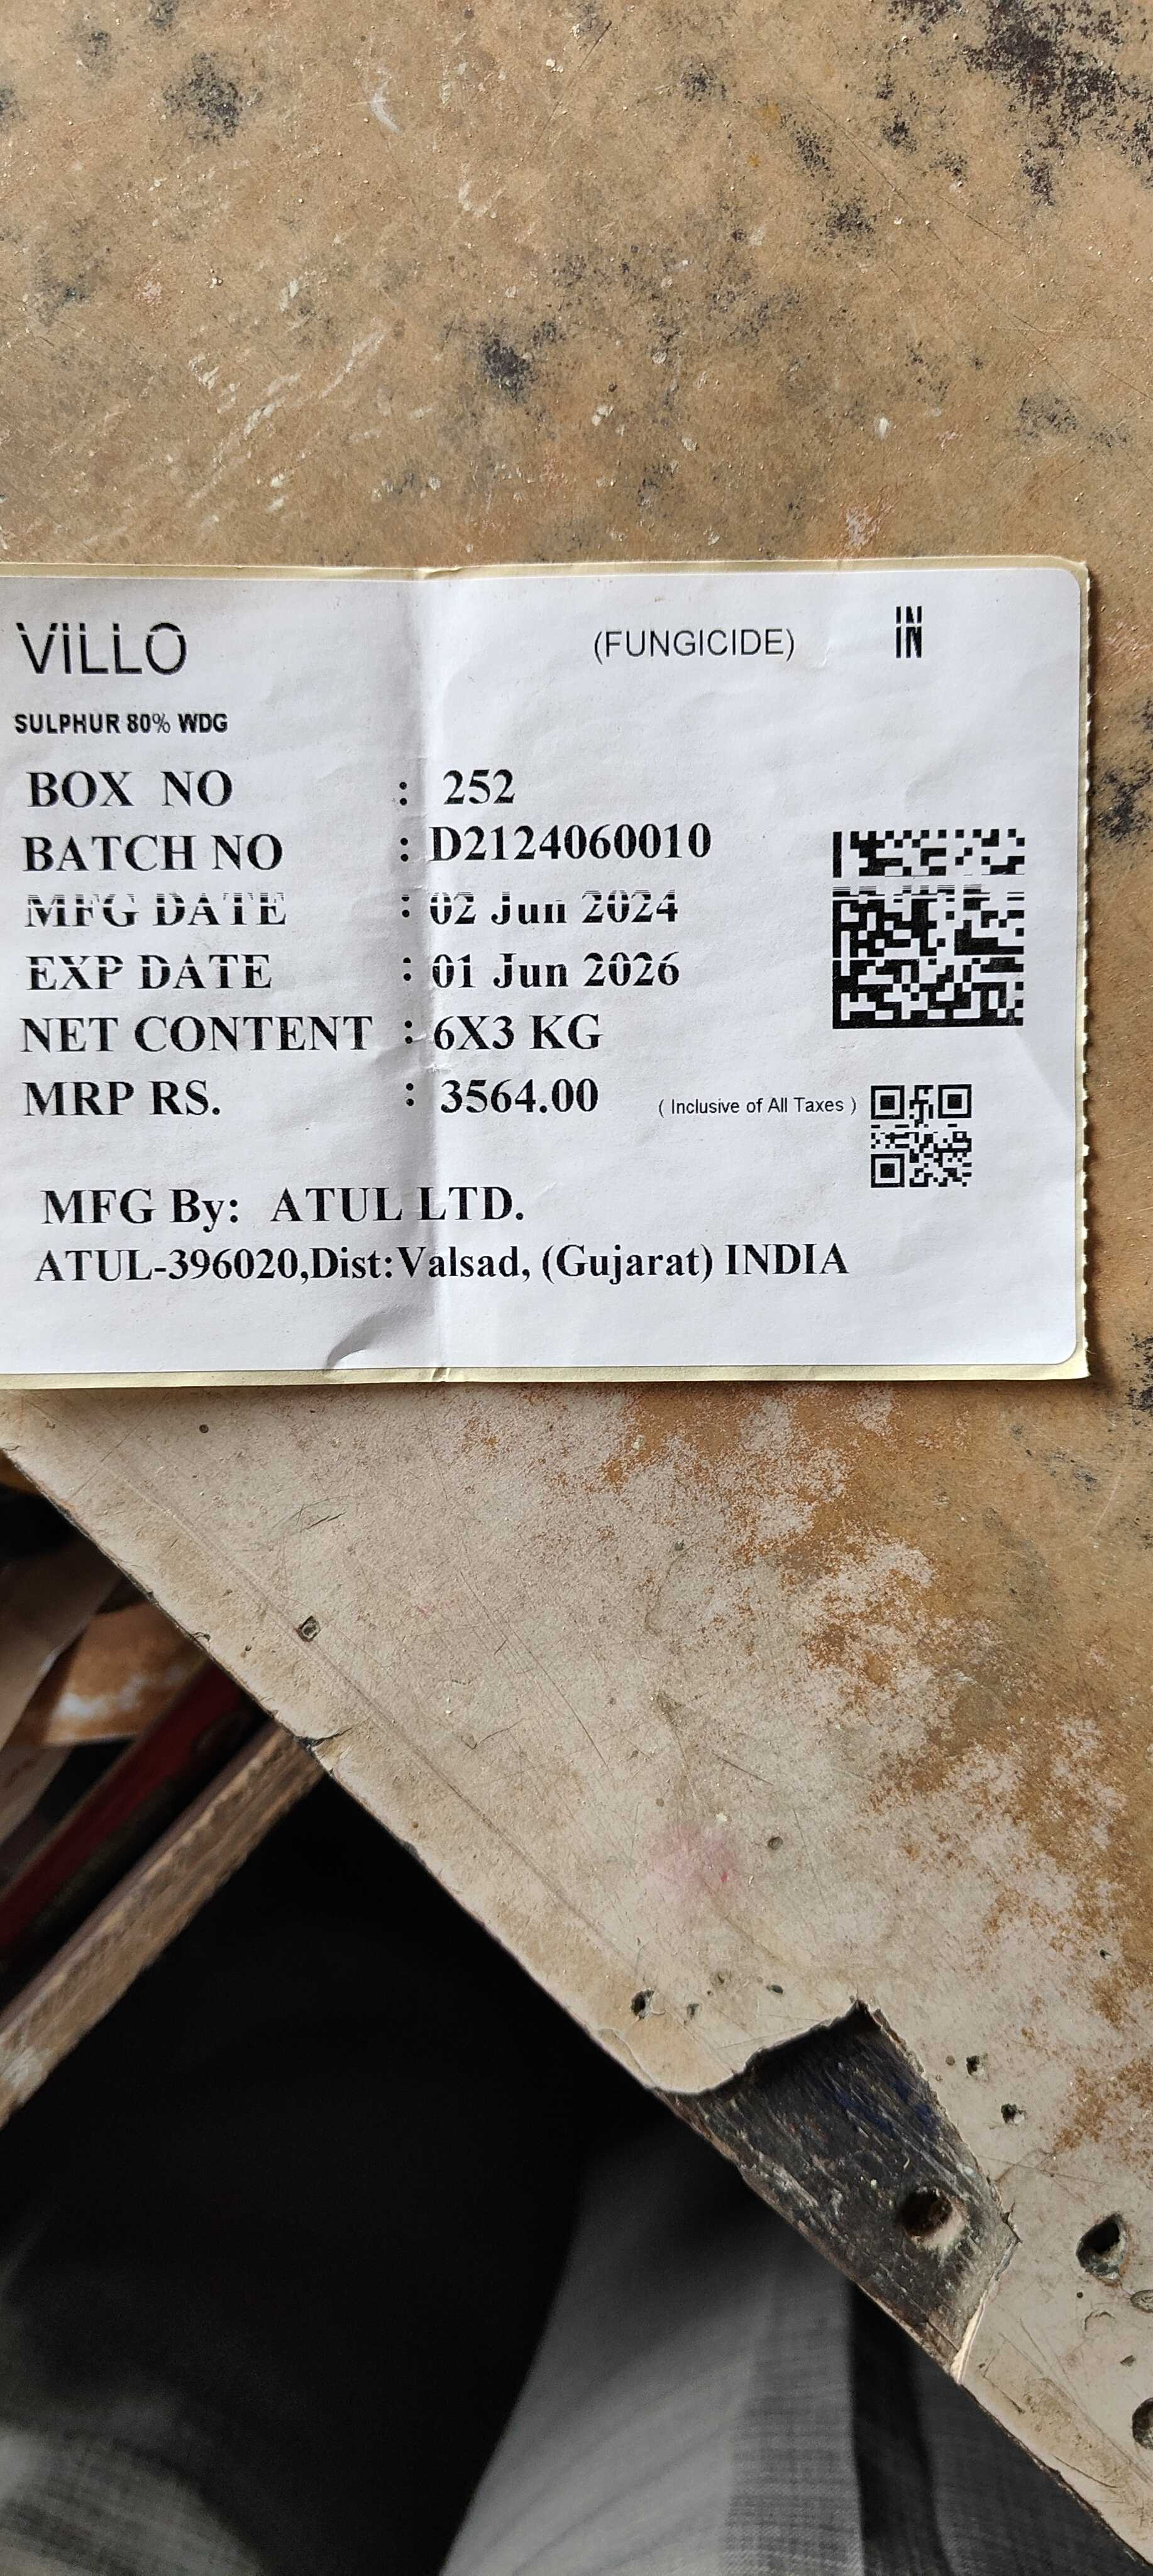 ViLLO (FUNGICIDE) IN
SULPHUR 80% WDG
BOX NO : 252
BATCH NO : D2124060010
MFG DATE : 02 Jun 2024
EXP DATE : 01 Jun 2026
NET CONTENT : 6X3 KG
MRP RS. : 3564.00 ( Inclusive of All Taxes )
MFG By: ATUL LTD.
ATUL-396020,Dist:Valsad, (Gujarat) INDIA